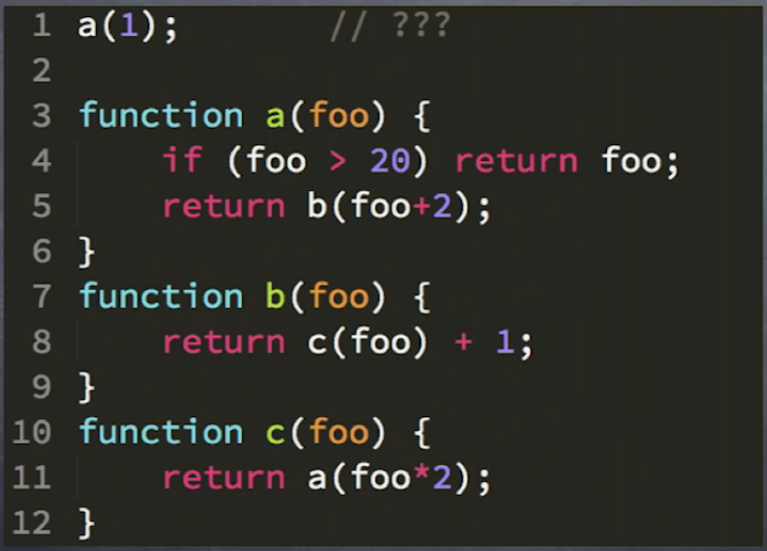 1 a(1);          // ???
2
3 function a(foo) {
4     if (foo > 20) return foo;
5     return b(foo+2);
6 }
7 function b(foo) {
8     return c(foo) + 1;
9 }
10 function c(foo) {
11     return a(foo*2);
12 }